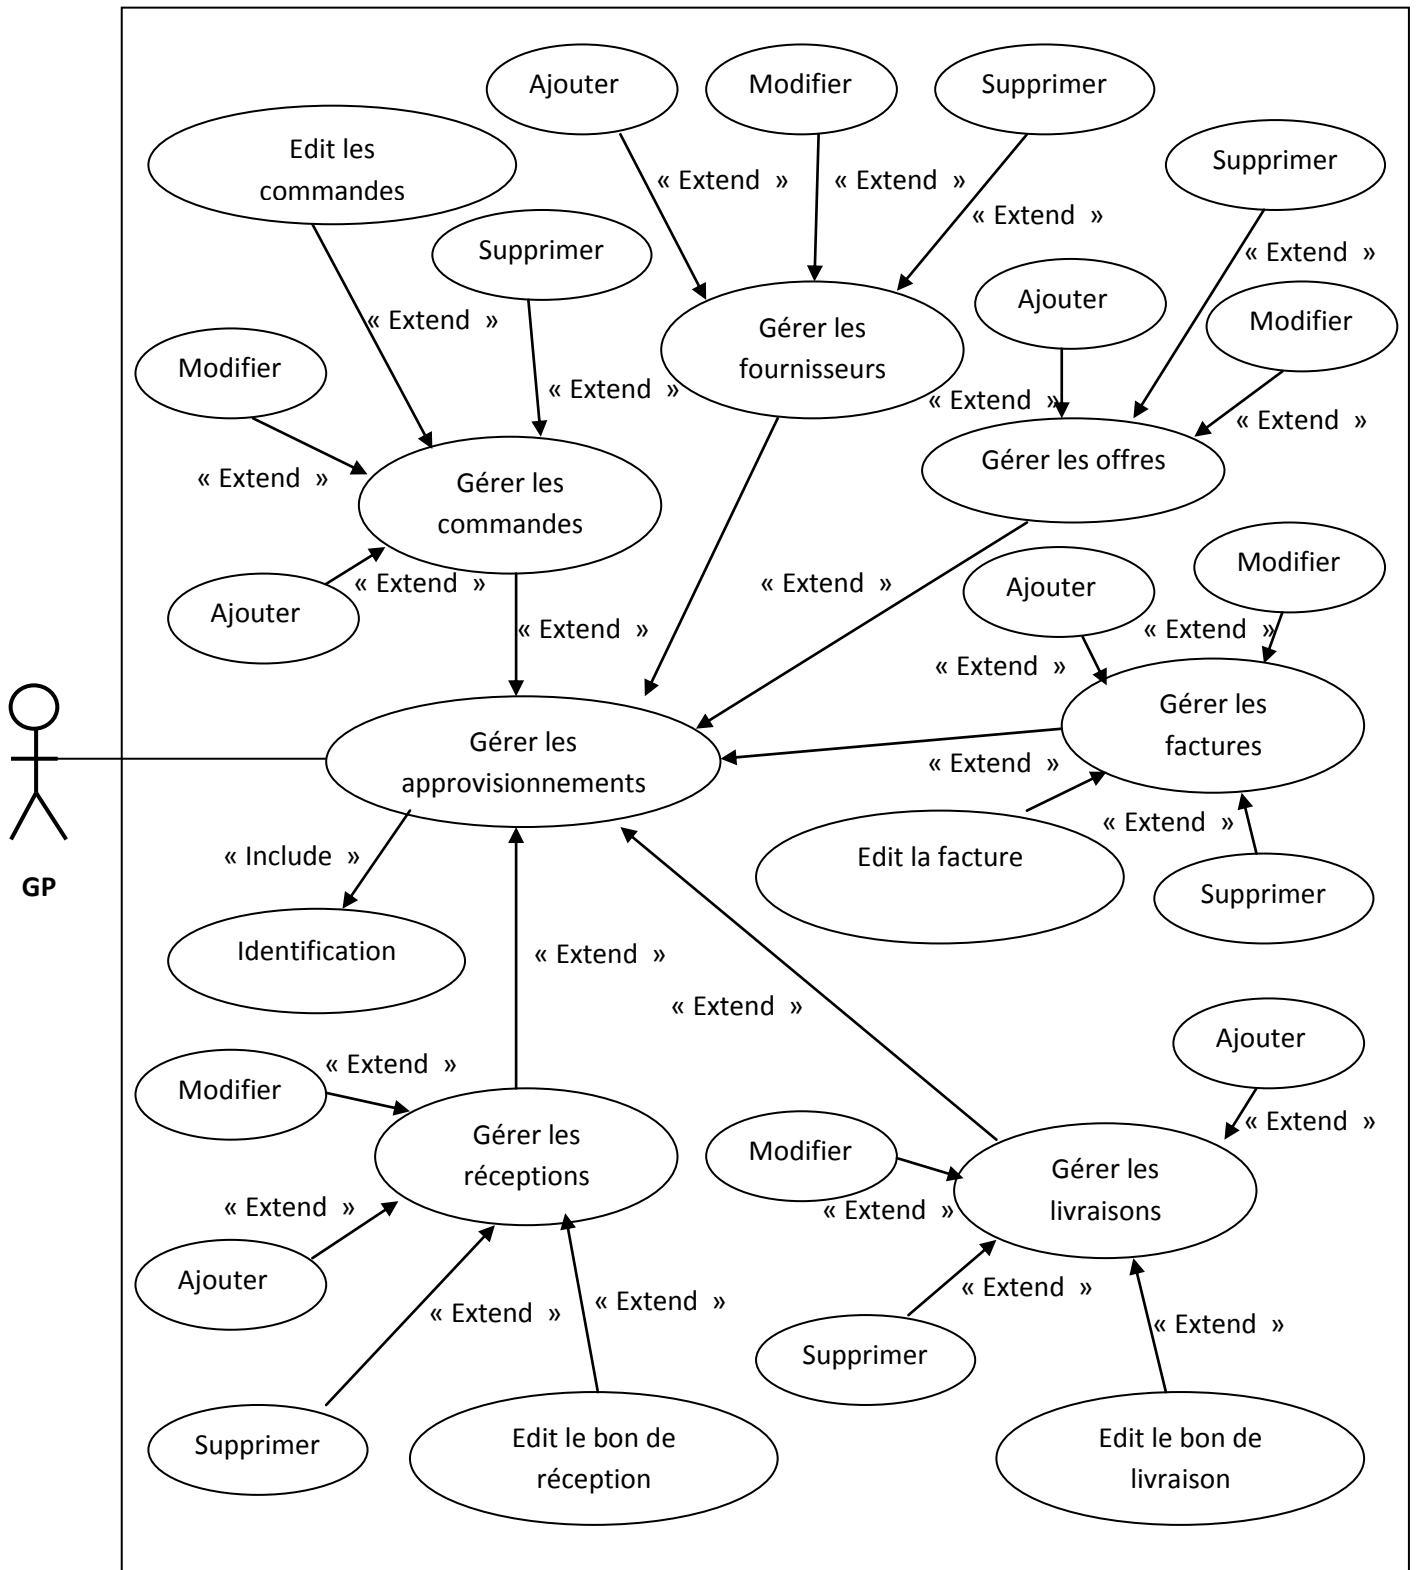 Ajouter
Modifier
Supprimer
Edit les
commandes
Supprimer
« Extend »
« Extend »
« Extend »
Supprimer
« Extend »
Ajouter
Modifier
« Extend »
Gérer les
fournisseurs
Modifier
« Extend »
« Extend »
« Extend »
Gérer les offres
« Extend »
Gérer les
commandes
Ajouter
« Extend »
« Extend »
« Extend »
Ajouter
Modifier
« Extend »
« Extend »
Gérer les
factures
Gérer les
approvisionnements
« Extend »
« Extend »
Edit la facture
Supprimer
GP
« Include »
Identification
« Extend »
« Extend »
Ajouter
« Extend »
Modifier
« Extend »
Gérer les
réceptions
Modifier
« Extend »
Gérer les
livraisons
« Extend »
Ajouter
« Extend »
« Extend »
« Extend »
« Extend »
Supprimer
Supprimer
Edit le bon de
réception
Edit le bon de
livraison